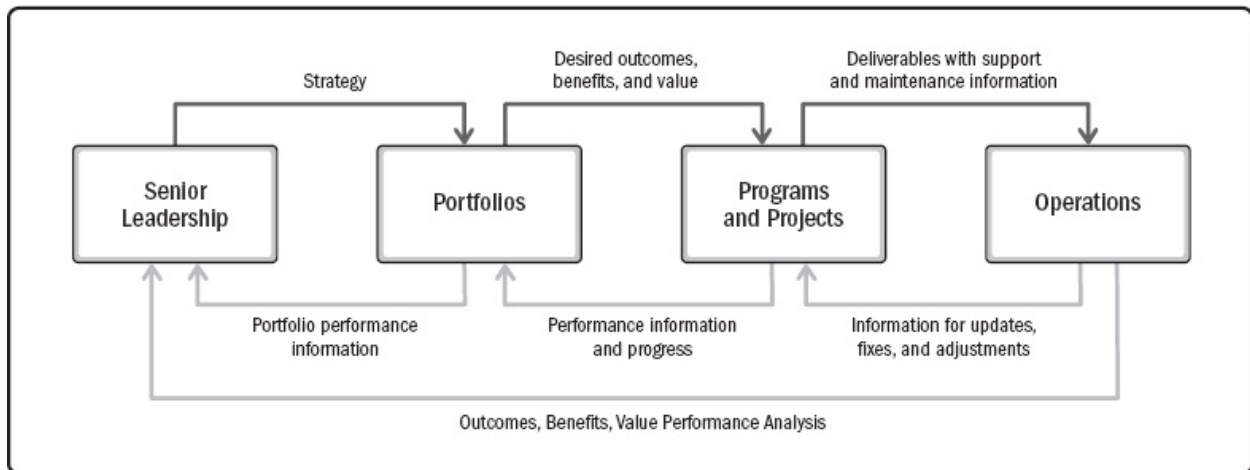 Strategy
Desired outcomes,
benefits, and value
Deliverables with support
and maintenance information
Senior
Leadership
Portfolios
Programs
and Projects
Operations
Portfolio performance
information
Performance information
and progress
Information for updates,
fixes, and adjustments
Outcomes, Benefits, Value Performance Analysis